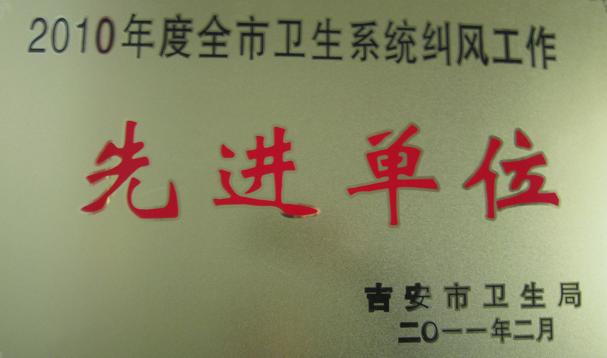 2010年度全市卫生系统纠风工作
先进单位
吉安市卫生局
二〇一一年二月